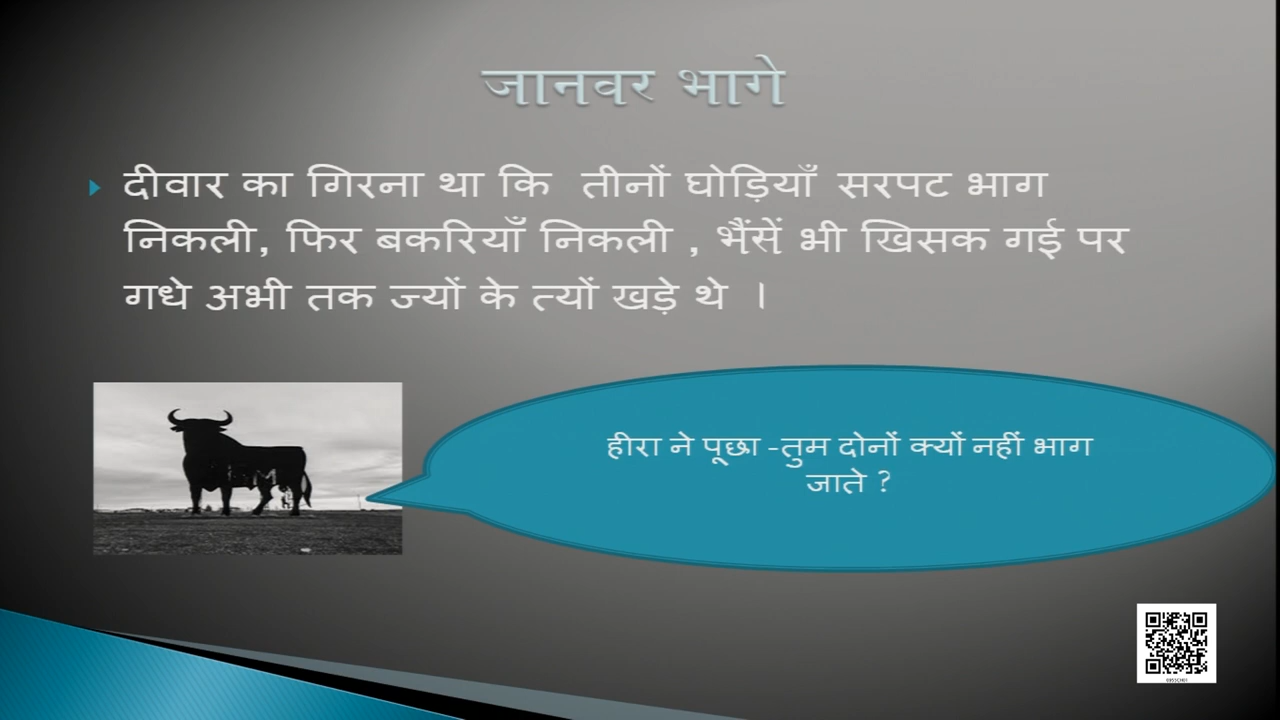 जानवर भागे
दीवार का गिरना था कि तीनों घोड़ियाँ सरपट भाग
निकली, फिर बकरियाँ निकली , भैंसें भी खिसक गई पर
गधे अभी तक ज्यों के त्यों खड़े थे ।
हीरा ने पूछा -तुम दोनों क्यों नहीं भाग
जाते ?